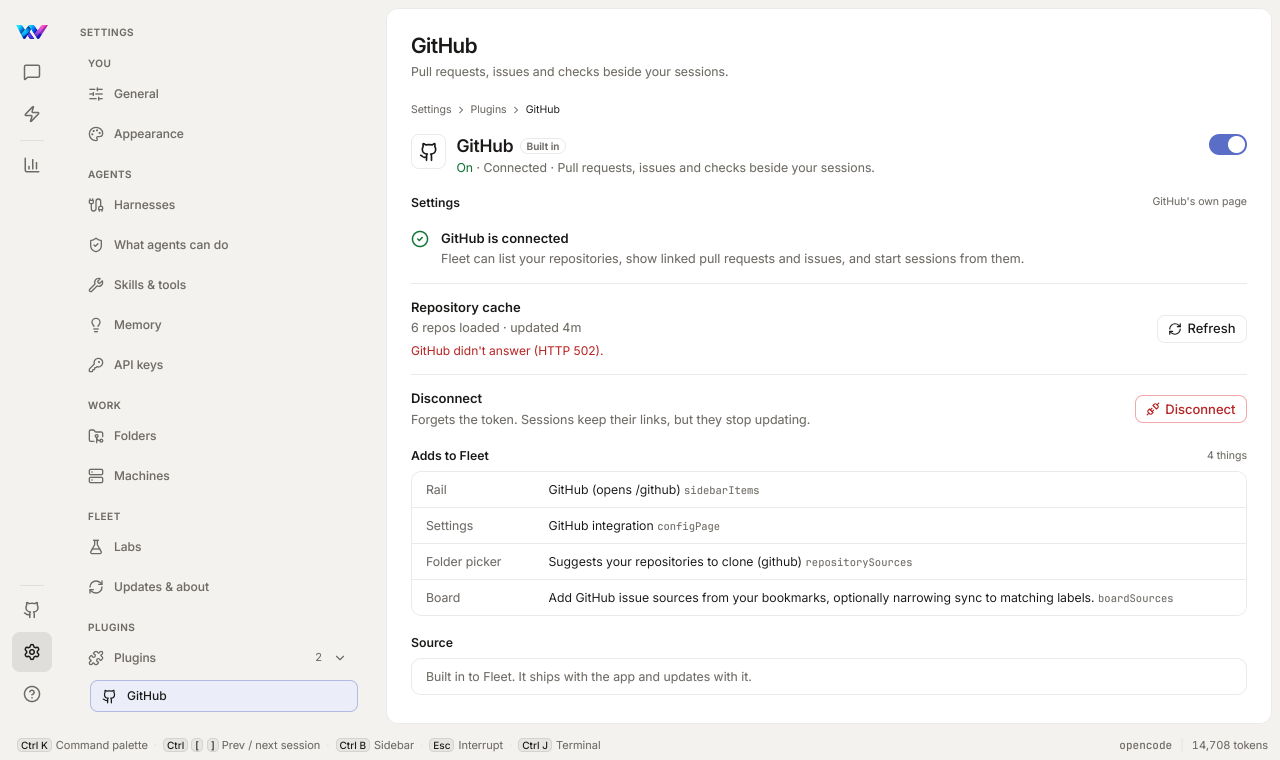 SETTINGS
YOU
General
Appearance
AGENTS
Harnesses
What agents can do
Skills & tools
Memory
API keys
WORK
Folders
Machines
FLEET
Labs
Updates & about
PLUGINS
Plugins 2
GitHub
GitHub
Pull requests, issues and checks beside your sessions.
Settings > Plugins > GitHub
GitHub Built in
On · Connected · Pull requests, issues and checks beside your sessions.
Settings GitHub's own page
GitHub is connected
Fleet can list your repositories, show linked pull requests and issues, and start sessions from them.
Repository cache
6 repos loaded · updated 4m
GitHub didn't answer (HTTP 502).
Refresh
Disconnect
Forgets the token. Sessions keep their links, but they stop updating.
Disconnect
Adds to Fleet 4 things
Rail GitHub (opens /github) sidebarItems
Settings GitHub integration configPage
Folder picker Suggests your repositories to clone (github) repositorySources
Board Add GitHub issue sources from your bookmarks, optionally narrowing sync to matching labels. boardSources
Source
Built in to Fleet. It ships with the app and updates with it.
Ctrl K Command palette Ctrl [ ] Prev / next session Ctrl B Sidebar Esc Interrupt Ctrl J Terminal opencode 14,708 tokens